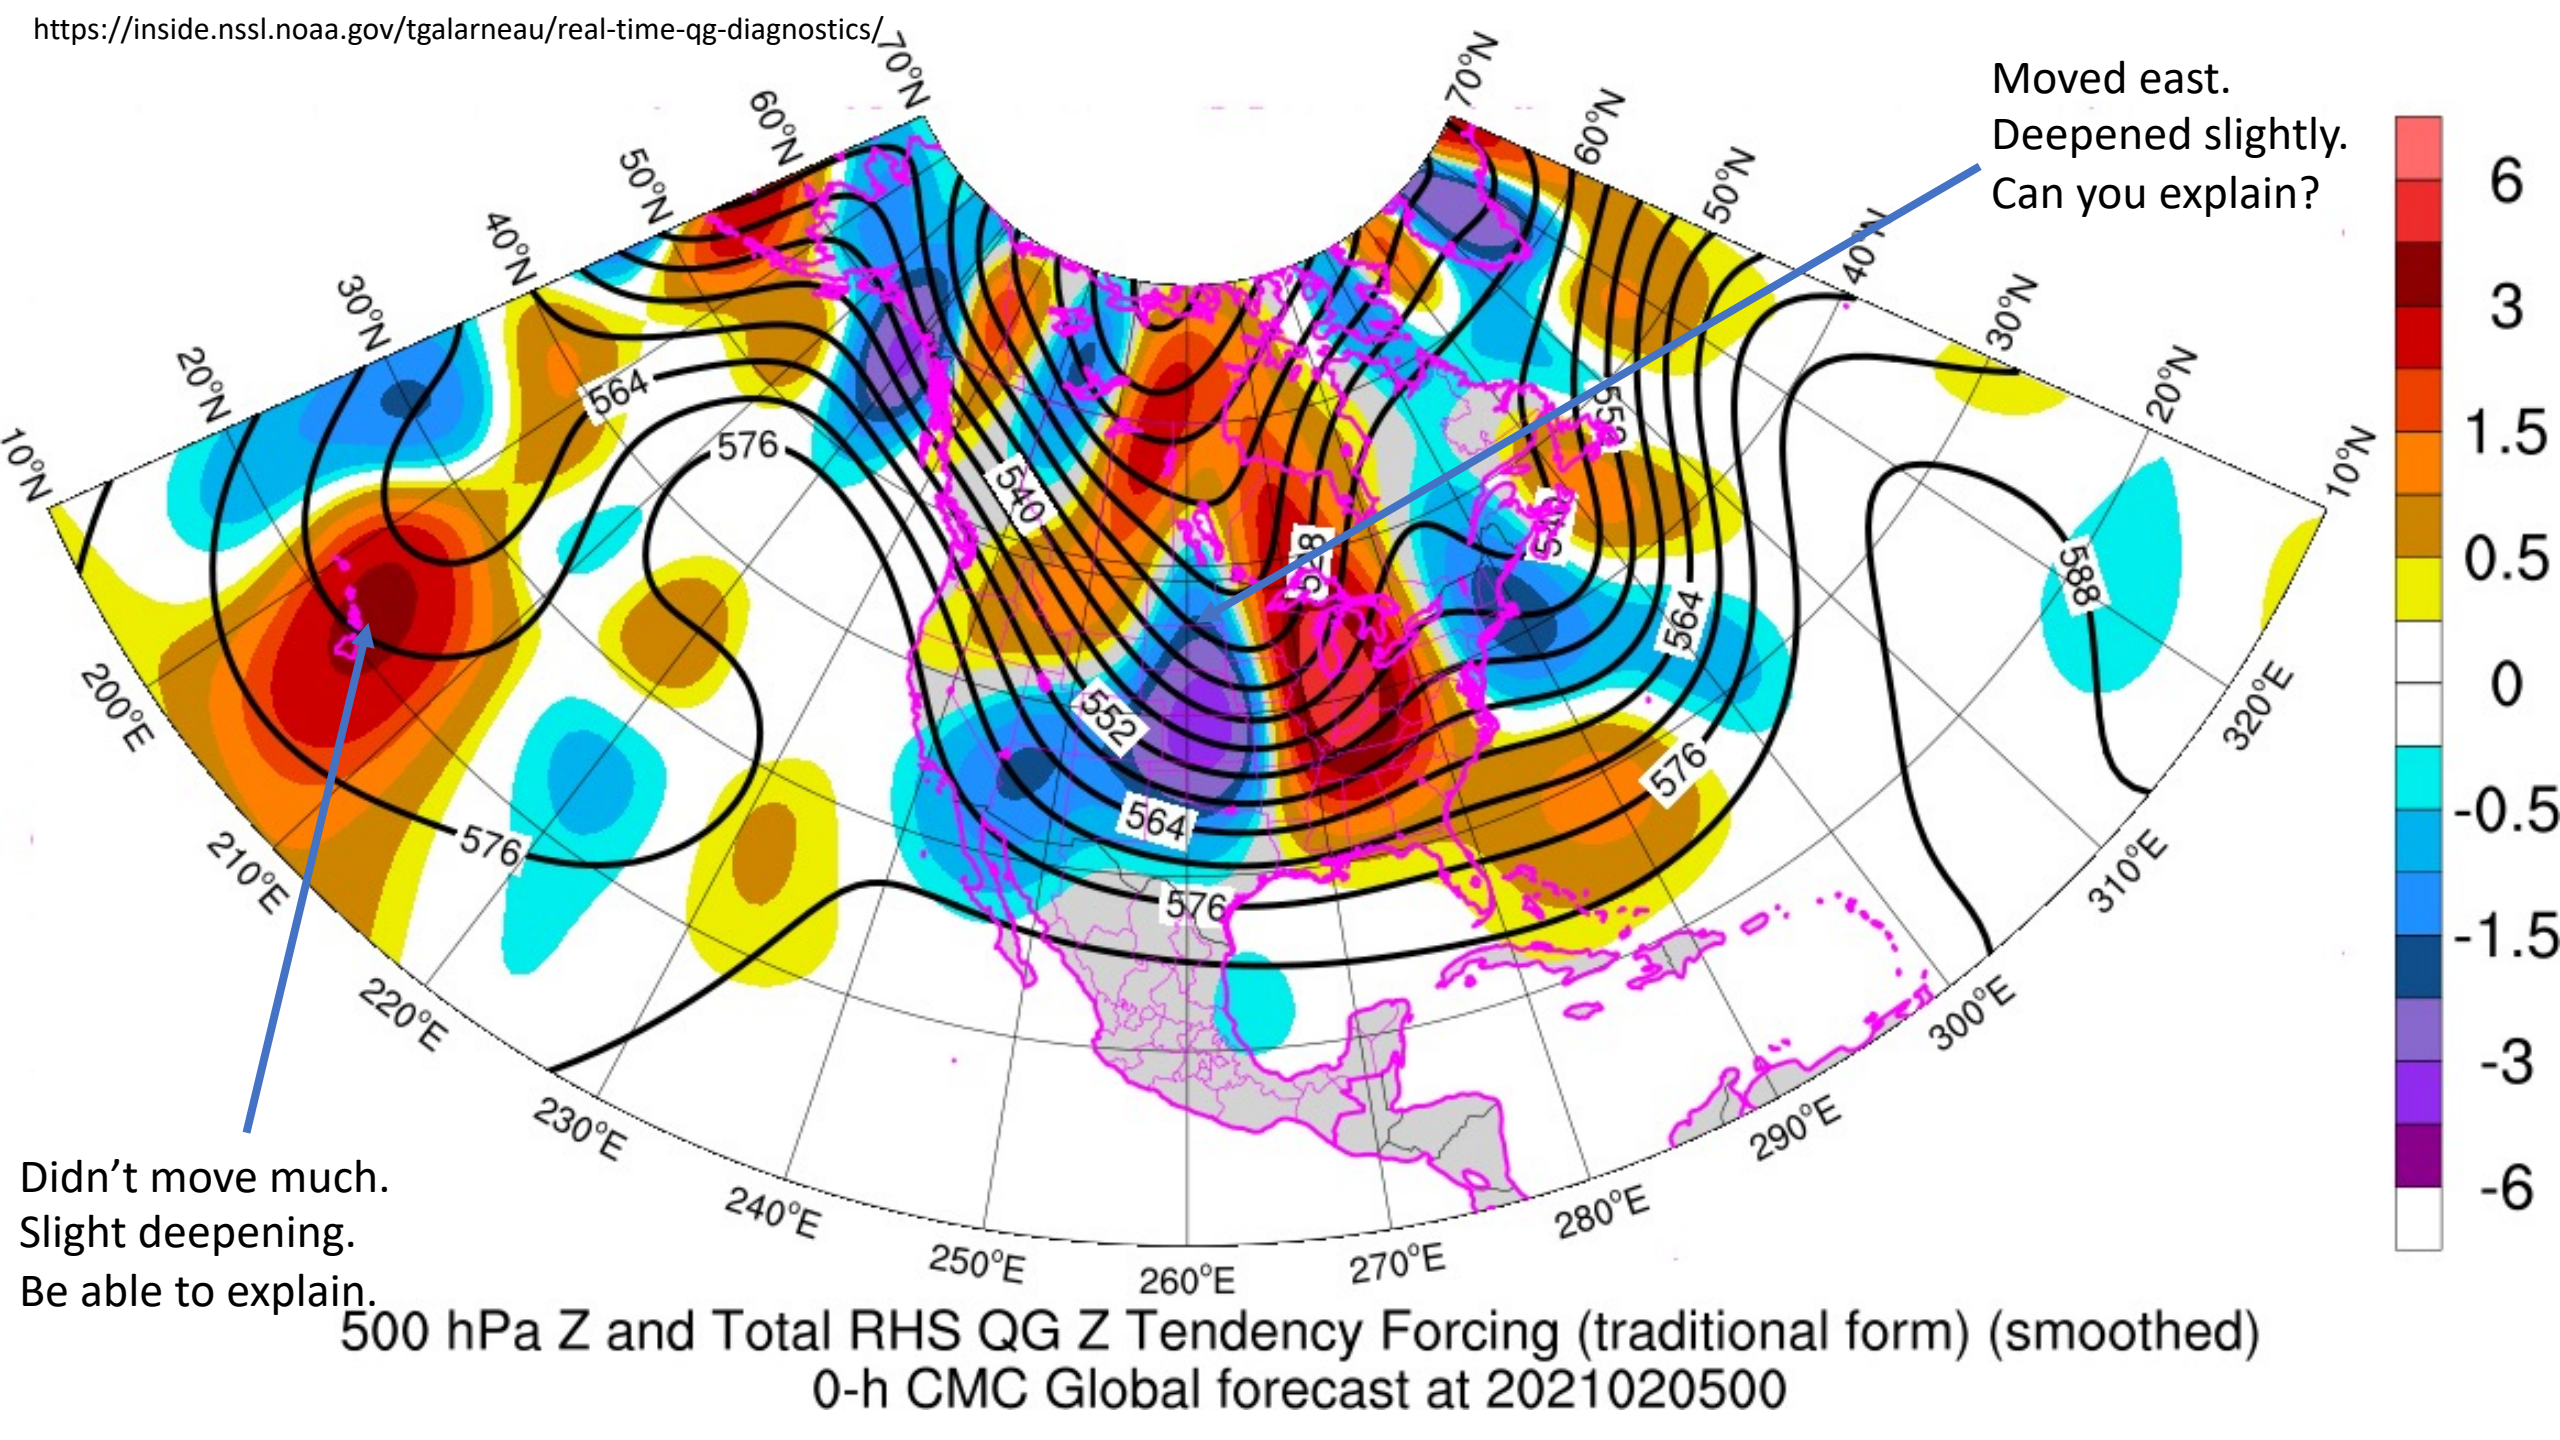 https://inside.nssl.noaa.gov/tgalarneau/real-time-qg-diagnostics/
Moved east.
Deepened slightly.
Can you explain?
70°N
60°N
50°N
40°N
30°N
20°N
10°N
70°N
60°N
50°N
40°N
30°N
20°N
10°N
564
576
540
552
564
576
576
564
576
588
6
3
1.5
0.5
0
-0.5
-1.5
-3
-6
200°E
210°E
220°E
230°E
240°E
250°E
260°E
270°E
280°E
290°E
300°E
310°E
320°E
Didn’t move much.
Slight deepening.
Be able to explain.
500 hPa Z and Total RHS QG Z Tendency Forcing (traditional form) (smoothed)
0-h CMC Global forecast at 2021020500